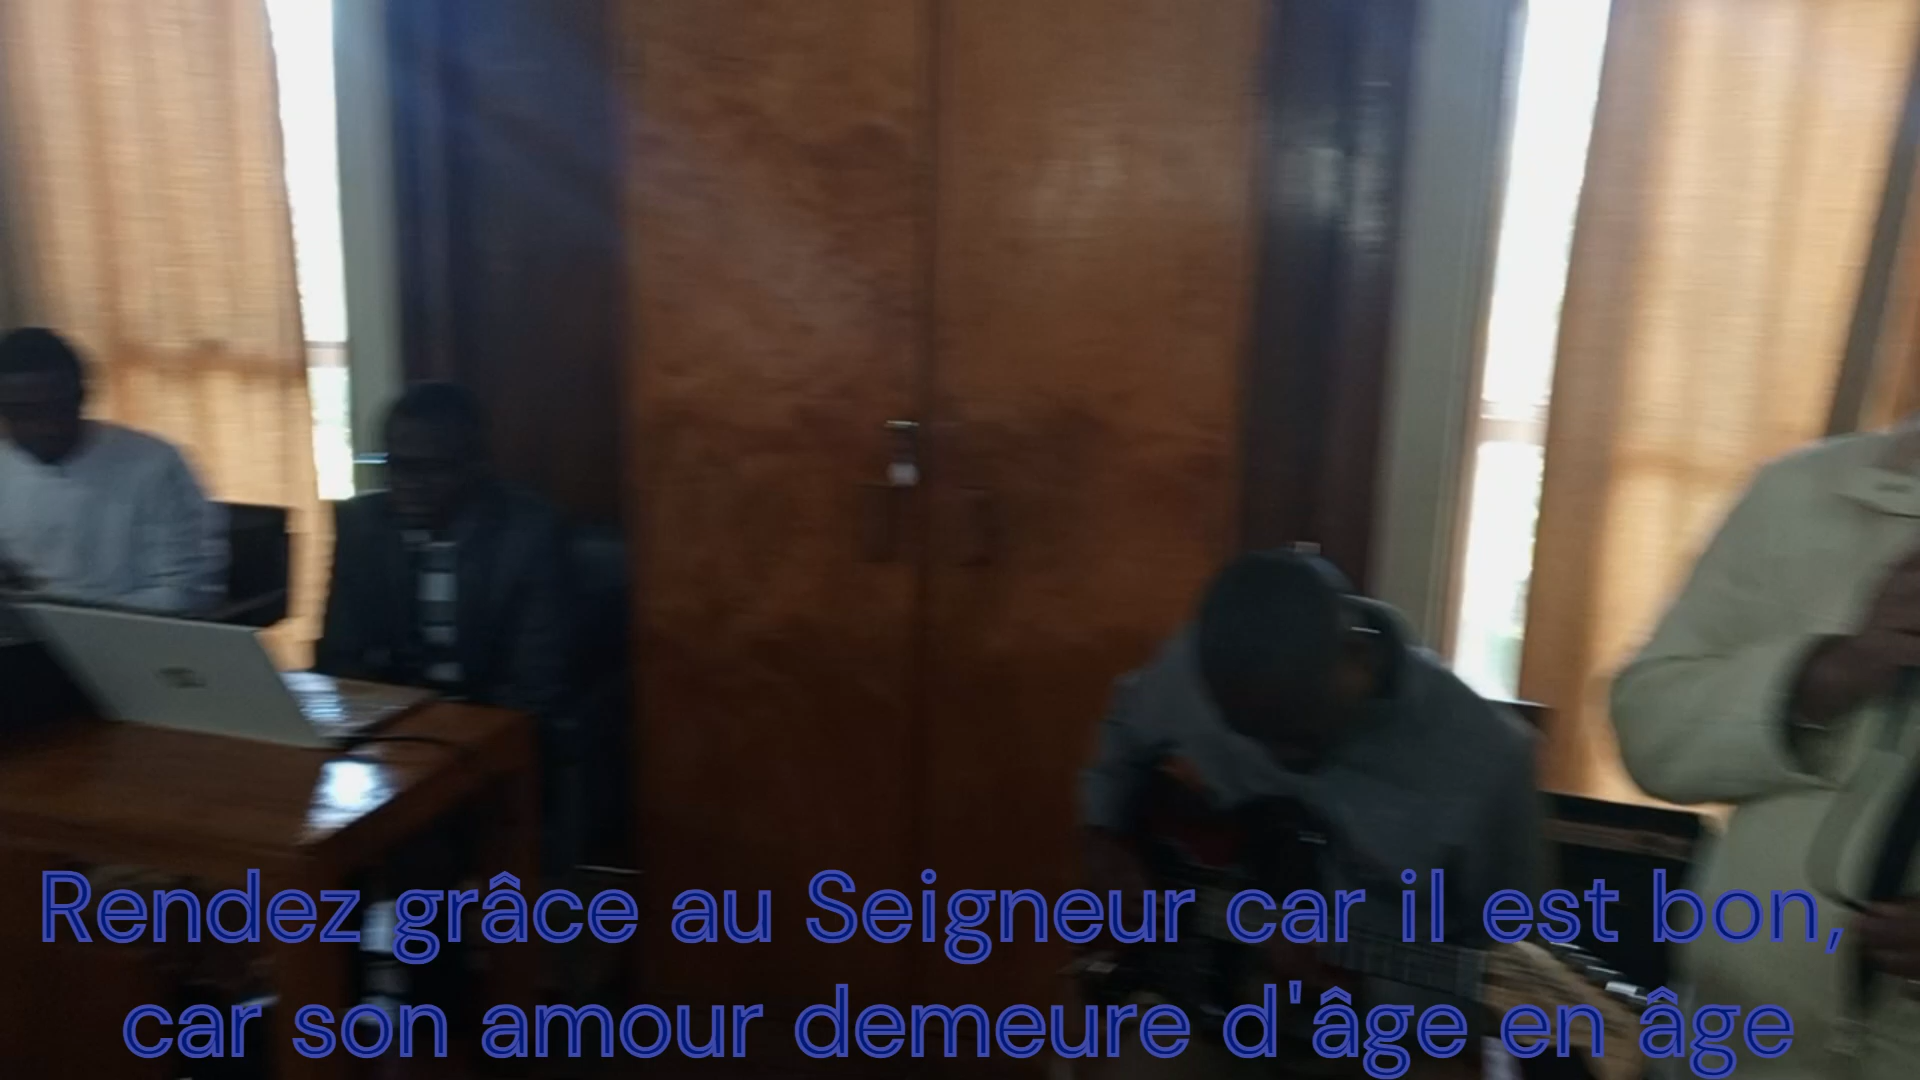 Rendez grâce au Seigneur car il est bon,
car son amour demeure d'âge en âge